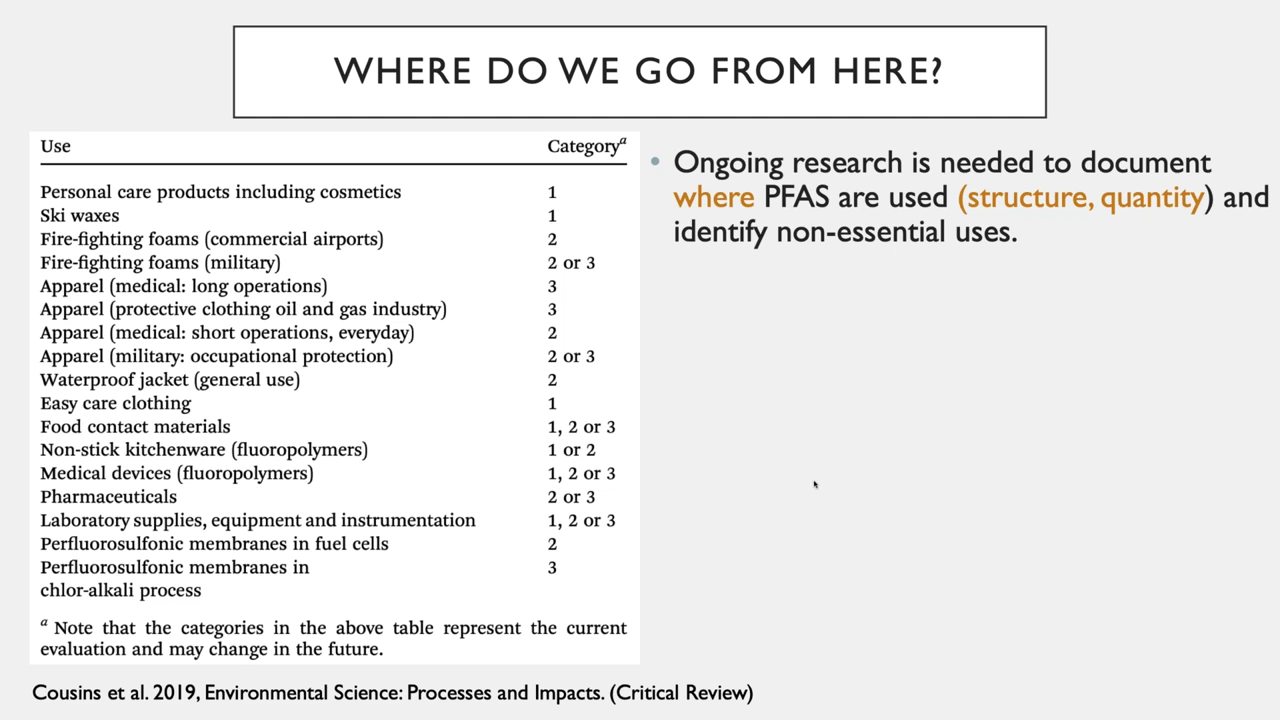 WHERE DO WE GO FROM HERE?
Use Category^a
Personal care products including cosmetics 1
Ski waxes 1
Fire-fighting foams (commercial airports) 2
Fire-fighting foams (military) 2 or 3
Apparel (medical: long operations) 3
Apparel (protective clothing oil and gas industry) 3
Apparel (medical: short operations, everyday) 2
Apparel (military: occupational protection) 2 or 3
Waterproof jacket (general use) 2
Easy care clothing 1
Food contact materials 1, 2 or 3
Non-stick kitchenware (fluoropolymers) 1 or 2
Medical devices (fluoropolymers) 1, 2 or 3
Pharmaceuticals 2 or 3
Laboratory supplies, equipment and instrumentation 1, 2 or 3
Perfluorosulfonic membranes in fuel cells 2
Perfluorosulfonic membranes in 3
chlor-alkali process
^a Note that the categories in the above table represent the current
evaluation and may change in the future.
• Ongoing research is needed to document
where PFAS are used (structure, quantity) and
identify non-essential uses.
Cousins et al. 2019, Environmental Science: Processes and Impacts. (Critical Review)